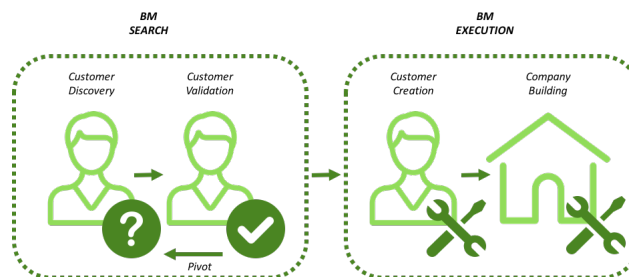 BM
SEARCH
BM
EXECUTION
Customer
Discovery
Customer
Validation
Customer
Creation
Company
Building
?
Pivot